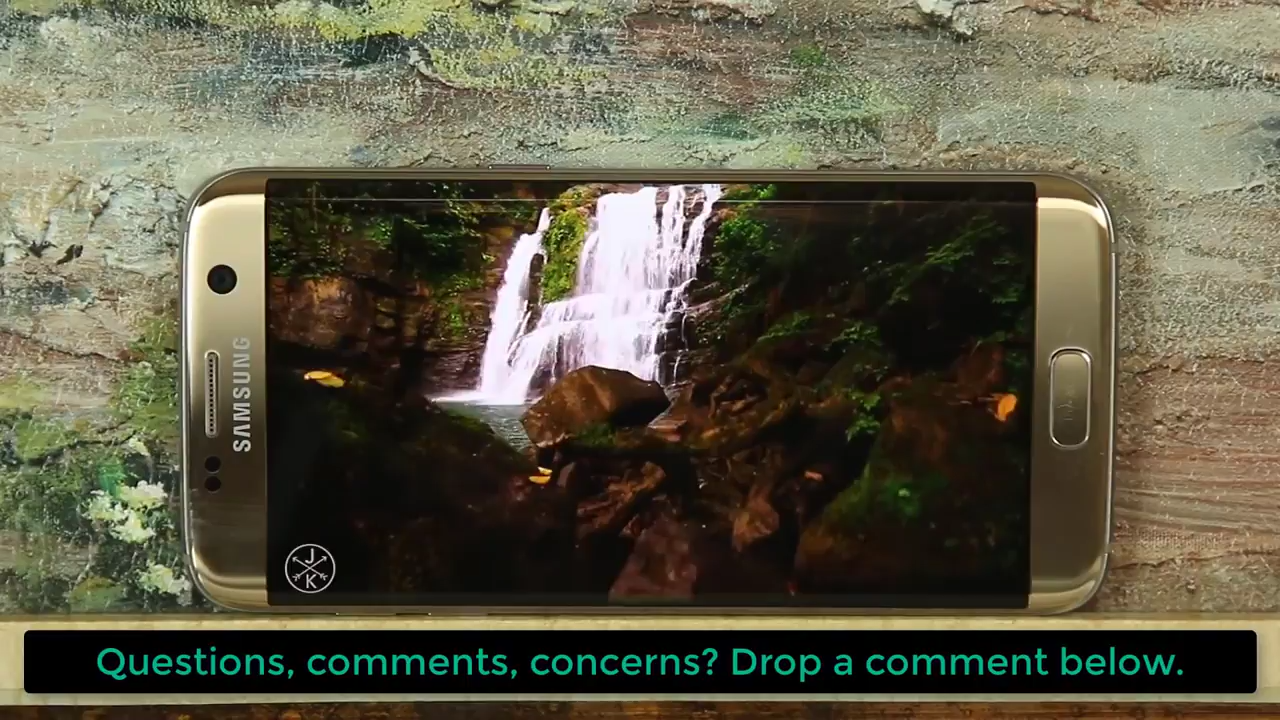 SAMSUNG
J
K
Questions, comments, concerns? Drop a comment below.